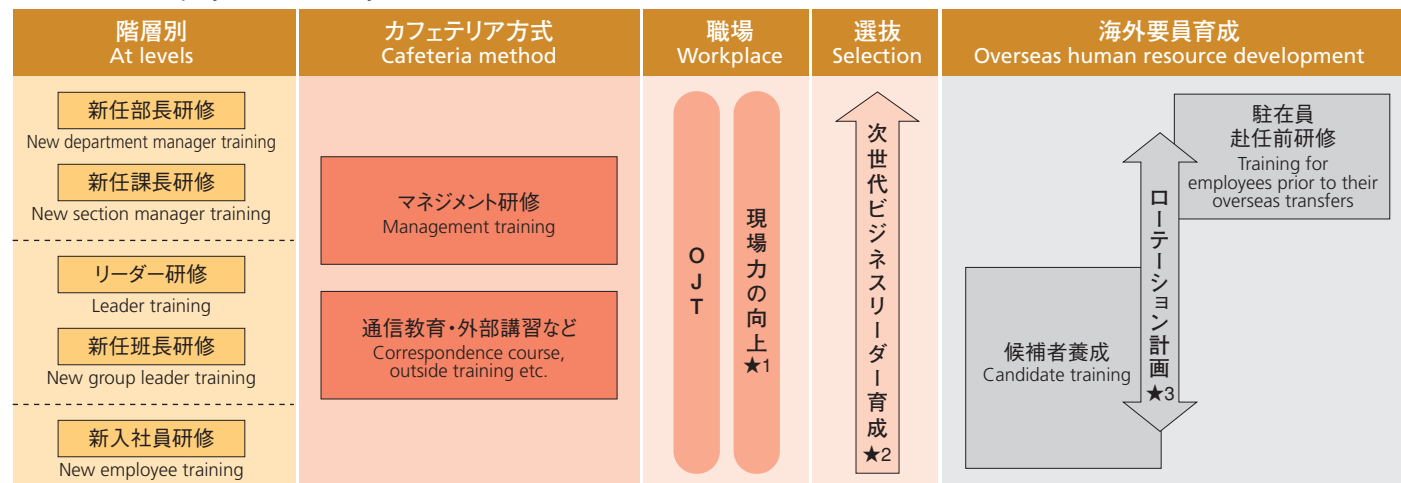 階層別
At levels
新任部長研修
New department manager training
新任課長研修
New section manager training
リーダー研修
Leader training
新任班長研修
New group leader training
新入社員研修
New employee training
カフェテリア方式
Cafeteria method
マネジメント研修
Management training
通信教育・外部講習など
Correspondence course,
outside training etc.
職場
Workplace
OJT
現場力の向上★1
選抜
Selection
次世代ビジネスリーダー育成★2
海外要員育成
Overseas human resource development
駐在員
赴任前研修
Training for
employees prior to their
overseas transfers
ローテーション計画★3
候補者養成
Candidate training